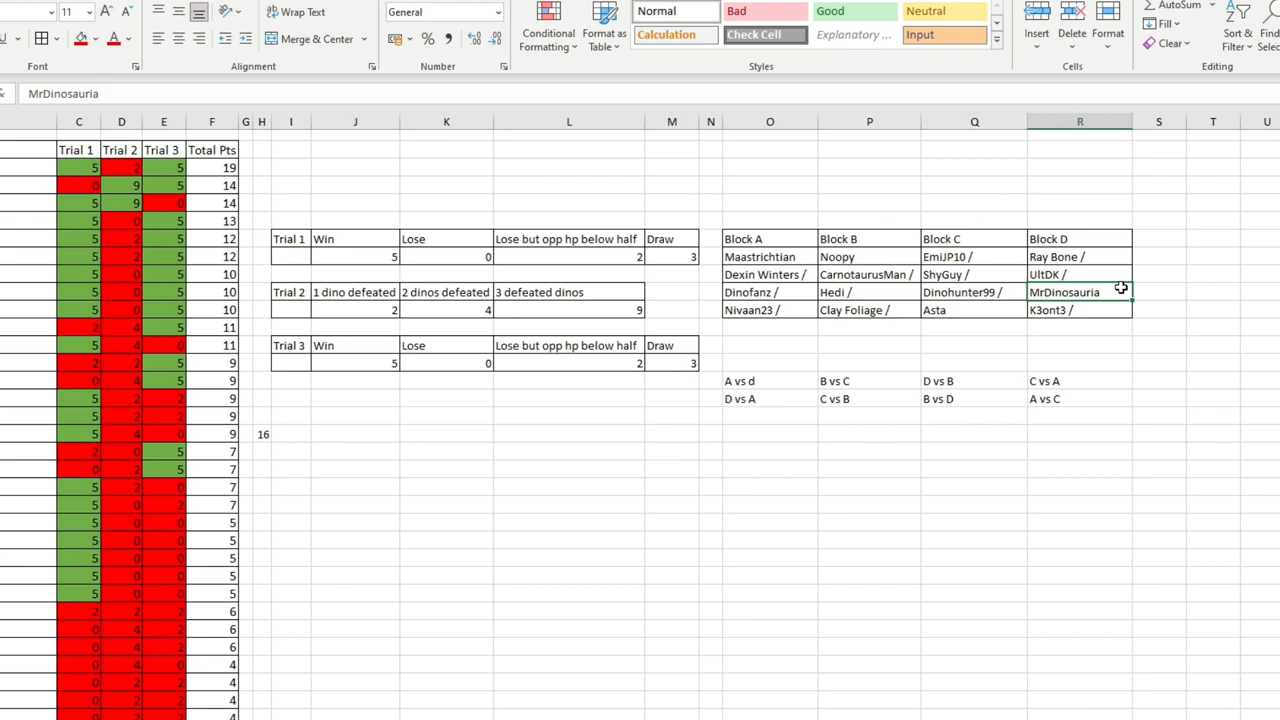 11 A A Wrap Text General Normal Bad Good Neutral AutoSum
Conditional Format as Calculation Check Cell Explanatory ... Input Insert Delete Format Fill Sort &
U A Merge & Center % 9 Formatting Table Clear Filter
Font Alignment Number Styles Cells Editing
MrDinosauria
C D E F G H I J K L M N O P Q R S T U
Trial 1 Trial 2 Trial 3 Total Pts
5 2 5 19
0 9 5 14
5 9 0 14
5 0 5 13
5 2 5 12 Trial 1 Win Lose Lose but opp hp below half Draw Block A Block B Block C Block D
5 2 5 12 5 0 2 3 Maastrichtian Noopy EmiJP10 / Ray Bone /
5 0 5 10 Dexin Winters / CarnotaurusMan / ShyGuy / UltDK /
5 0 5 10 Trial 2 1 dino defeated 2 dinos defeated 3 defeated dinos Dinofanz / Hedi / Dinohunter99 / MrDinosauria
5 0 5 10 2 4 9 Nivaan23 / Clay Foliage / Asta K3ont3 /
2 4 5 11
5 4 0 11 Trial 3 Win Lose Lose but opp hp below half Draw
2 2 5 9 5 0 2 3
0 4 5 9 A vs d B vs C D vs B C vs A
5 2 2 9 D vs A C vs B B vs D A vs C
5 2 2 9
5 4 0 9 16
2 0 5 7
0 2 5 7
5 2 0 7
5 0 2 7
5 0 0 5
5 0 0 5
5 0 0 5
5 0 0 5
5 0 0 5
2 2 2 6
0 4 2 6
0 4 2 6
0 4 0 4
0 2 2 4
0 2 2 4
0 2 2 4